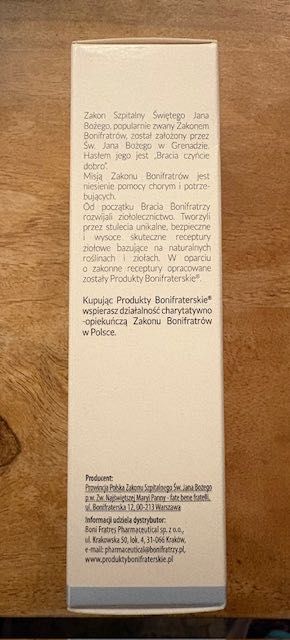 Zakon Szpitalny Świętego Jana
Bożego, popularnie zwany Zakonem
Bonifratrów, został założony przez
Św. Jana Bożego w Grenadzie.
Hasłem jego jest „Bracia czyńcie
dobro”.
Misją Zakonu Bonifratrów jest
niesienie pomocy chorym i potrze-
bujących.
Od początku Bracia Bonifratrzy
rozwijali ziołolecznictwo. Tworzyli
przez stulecia unikalne, bezpieczne
i wysoce skuteczne receptury
ziołowe bazujące na naturalnych
roślinach i ziołach. W oparciu
o zakonne receptury opracowane
zostały Produkty Bonifraterskie®.
Kupując Produkty Bonifraterskie®
wspierasz działalność charytatywno
-opiekuńczą Zakonu Bonifratrów
w Polsce.
Producent:
Prowincja Polska Zakonu Szpitalnego Św. Jana Bożego
p.w. Zw. Najświętszej Maryi Panny - fate bene fratelli,
ul. Bonifraterska 12, 00-213 Warszawa
Informacji udziela dystrybutor:
Boni Fratres Pharmaceutical sp. z o.o.,
ul. Krakowska 50, lok. 4, 31-066 Kraków,
e-mail: pharmaceutical@bonifratrzy.pl,
www.produktybonifraterskie.pl